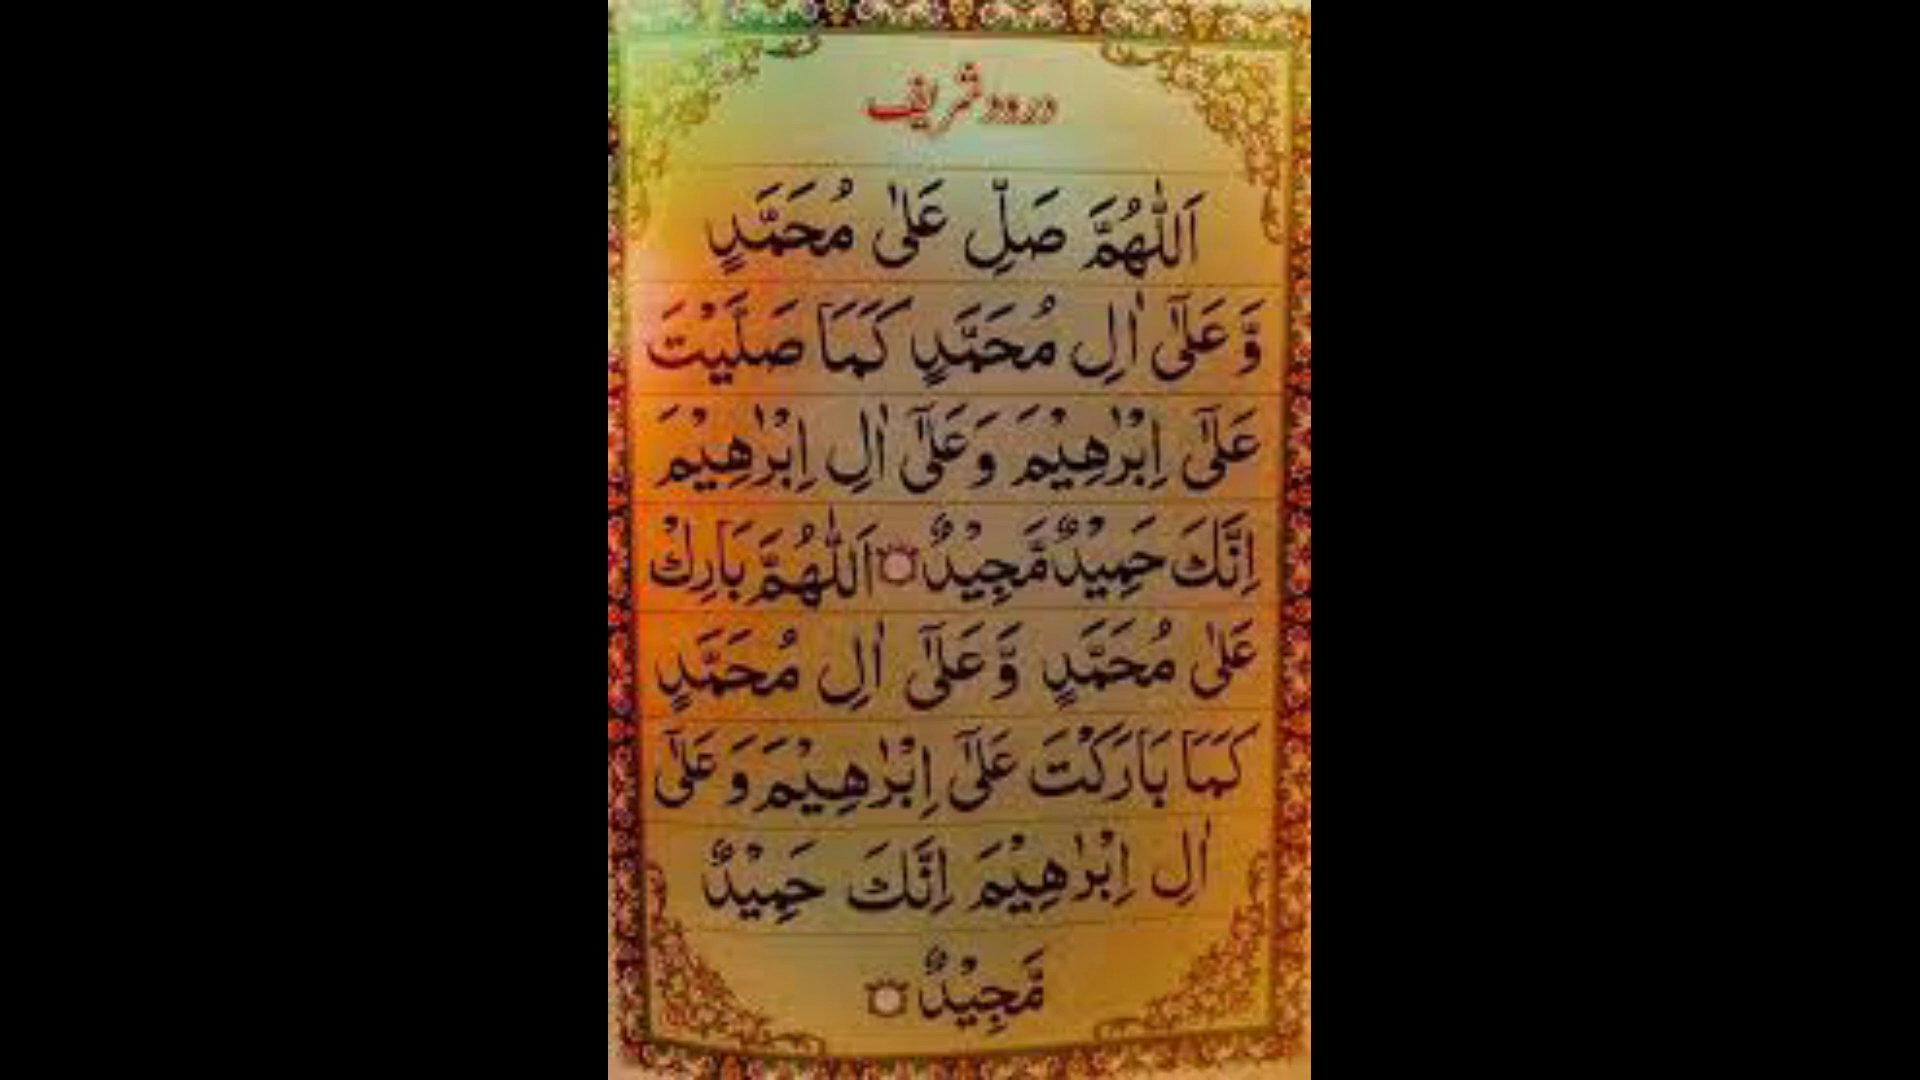 درود شریف
اَللّٰهُمَّ صَلِّ عَلٰى مُحَمَّدٍ
وَّعَلٰٓى اٰلِ مُحَمَّدٍ كَمَا صَلَّيْتَ
عَلٰٓى اِبْرٰهِيْمَ وَعَلٰٓى اٰلِ اِبْرٰهِيْمَ
اِنَّكَ حَمِيْدٌ مَّجِيْدٌ ۝ اَللّٰهُمَّ بَارِكْ
عَلٰى مُحَمَّدٍ وَّعَلٰٓى اٰلِ مُحَمَّدٍ
كَمَا بَارَكْتَ عَلٰٓى اِبْرٰهِيْمَ وَعَلٰٓى
اٰلِ اِبْرٰهِيْمَ اِنَّكَ حَمِيْدٌ
مَّجِيْدٌ ۝